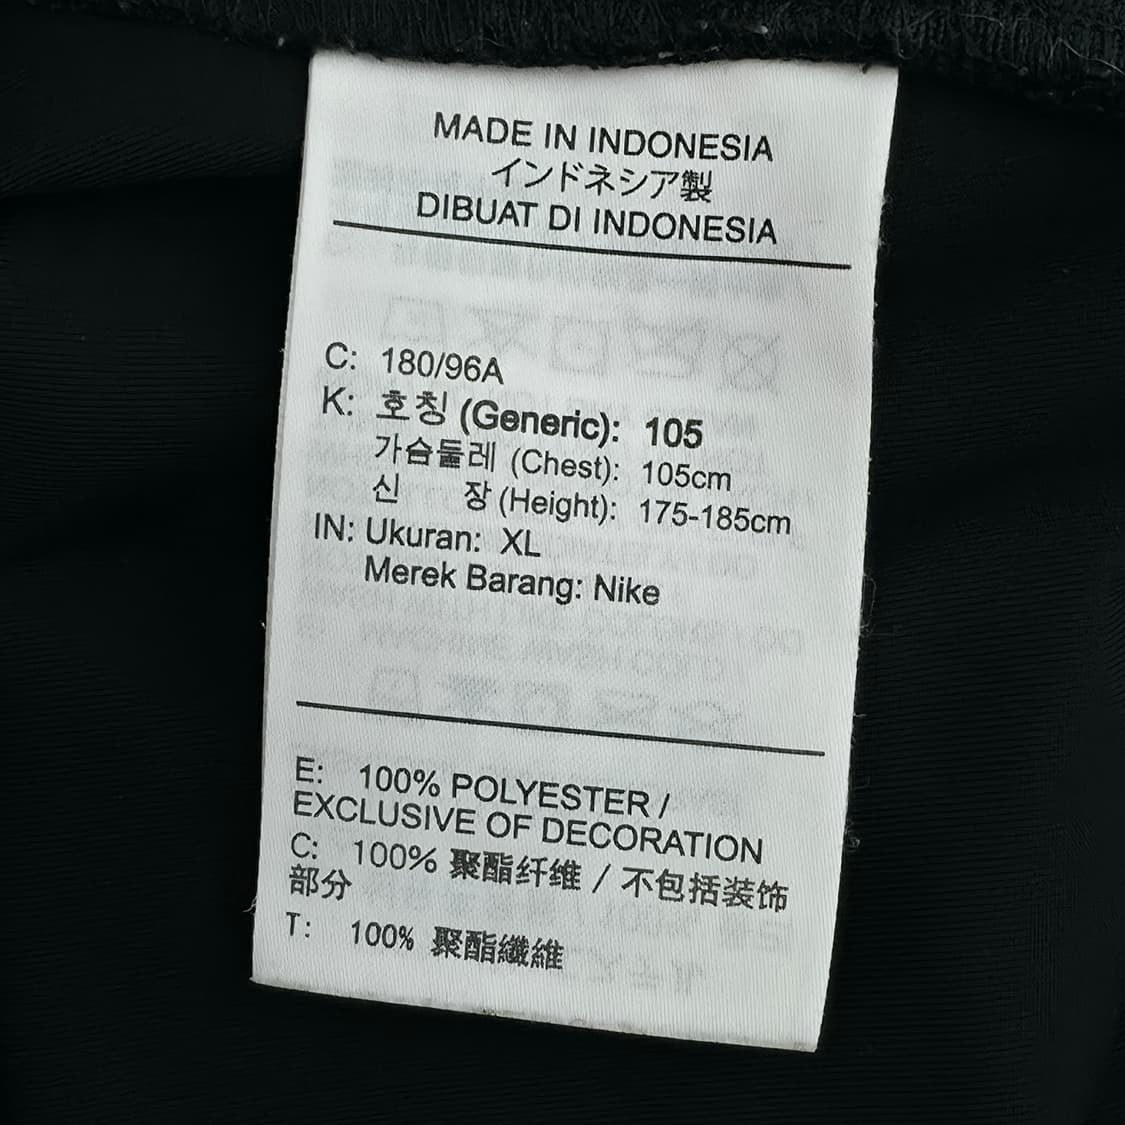 MADE IN INDONESIA
インドネシア製
DIBUAT DI INDONESIA
C: 180/96A
K: 호칭 (Generic): 105
가슴둘레 (Chest): 105cm
신 장 (Height): 175-185cm
IN: Ukuran: XL
Merek Barang: Nike
E: 100% POLYESTER /
EXCLUSIVE OF DECORATION
C: 100% 聚酯纤维 / 不包括装饰
部分
T: 100% 聚酯纖維